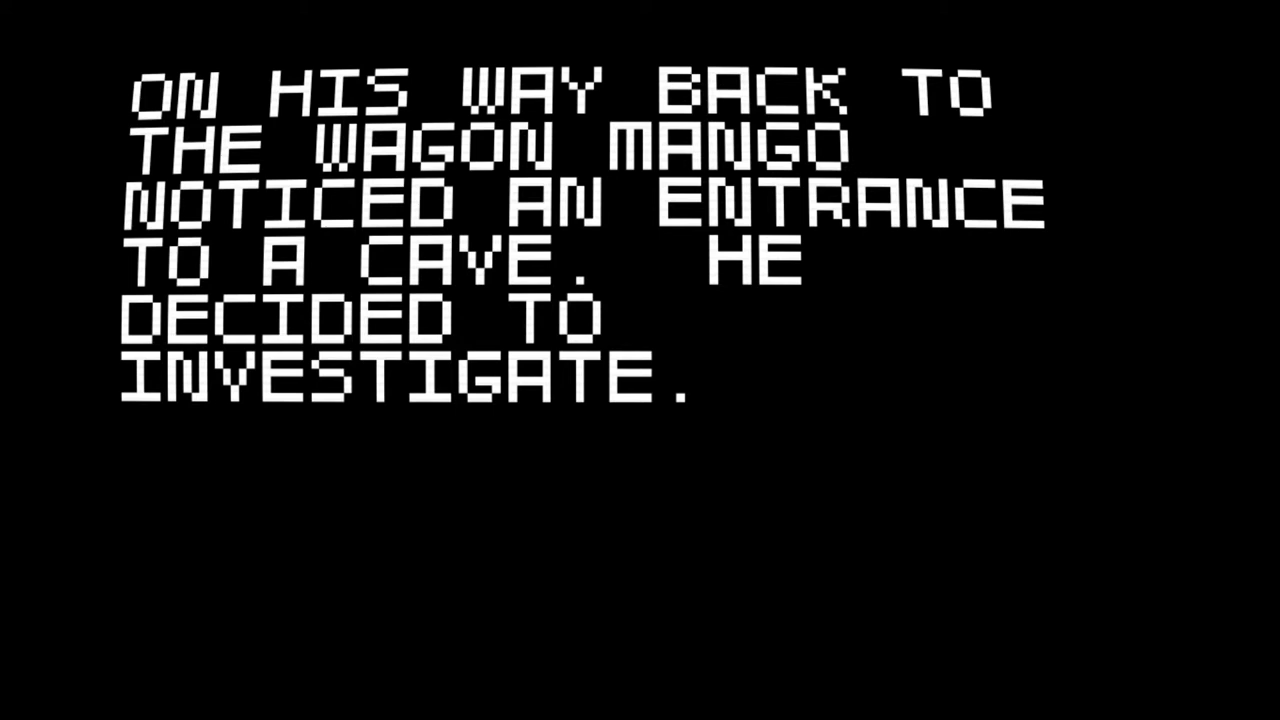 ON HIS WAY BACK TO
THE WAGON MANGO
NOTICED AN ENTRANCE
TO A CAVE.  HE
DECIDED TO
INVESTIGATE.